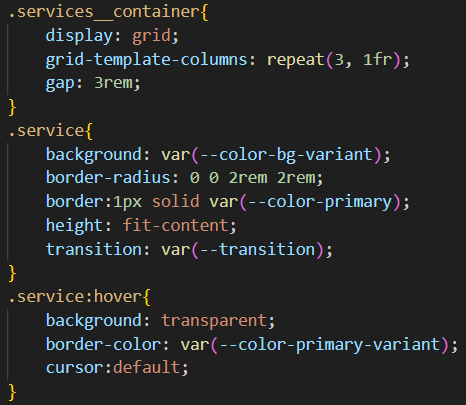 .services__container{
    display: grid;
    grid-template-columns: repeat(3, 1fr);
    gap: 3rem;
}
.service{
    background: var(--color-bg-variant);
    border-radius: 0 0 2rem 2rem;
    border:1px solid var(--color-primary);
    height: fit-content;
    transition: var(--transition);
}
.service:hover{
    background: transparent;
    border-color: var(--color-primary-variant);
    cursor:default;
}